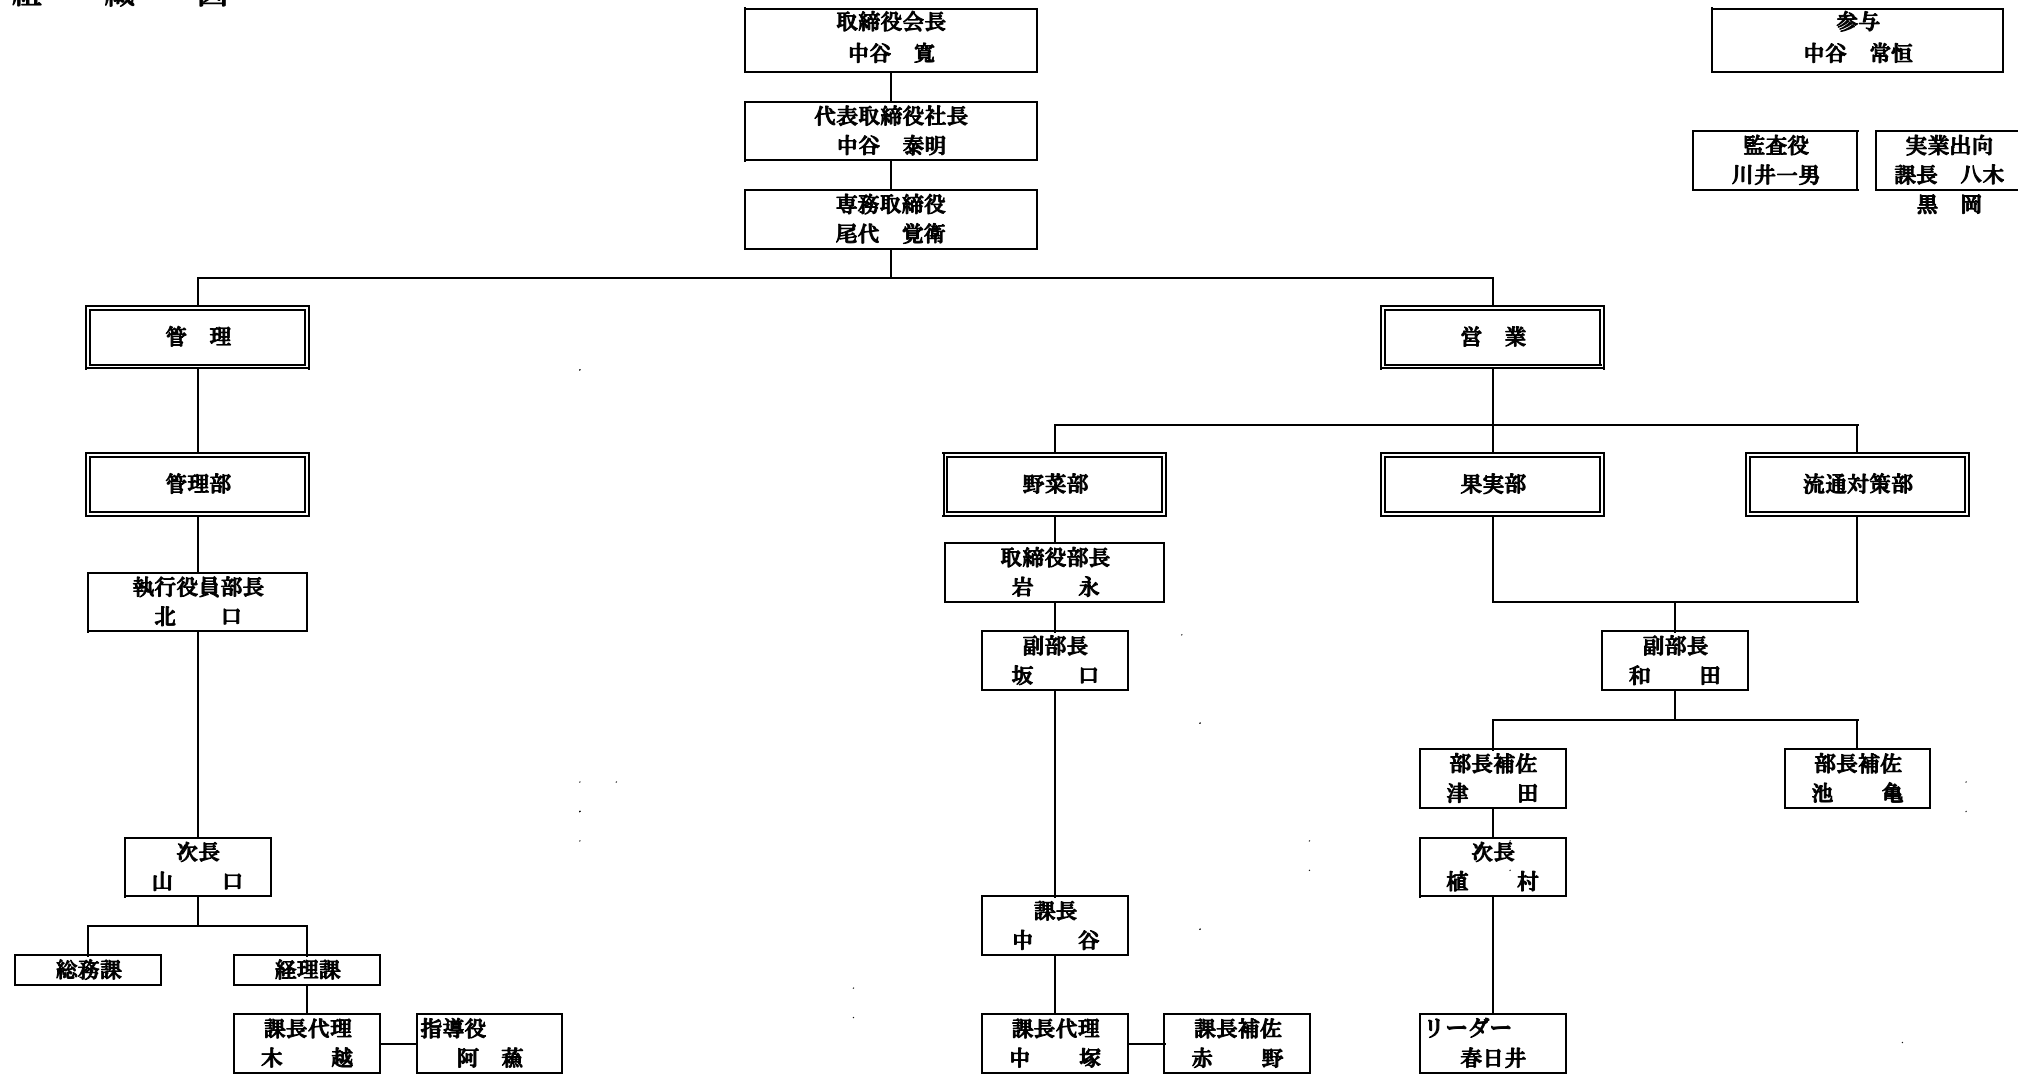 組　織　図
取締役会長
中谷　寛
参与
中谷　常恒
代表取締役社長
中谷　泰明
監査役
川井一男
実業出向
課長　八木
黒　岡
専務取締役
尾代　覚衛
管　理
営　業
管理部
野菜部
果実部
流通対策部
執行役員部長
北　口
取締役部長
岩　永
副部長
坂　口
副部長
和　田
部長補佐
津　田
部長補佐
池　亀
次長
山　口
次長
植　村
課長
中　谷
総務課
経理課
課長代理
木　越
指導役
阿　蘓
課長代理
中　塚
課長補佐
赤　野
リーダー
春日井